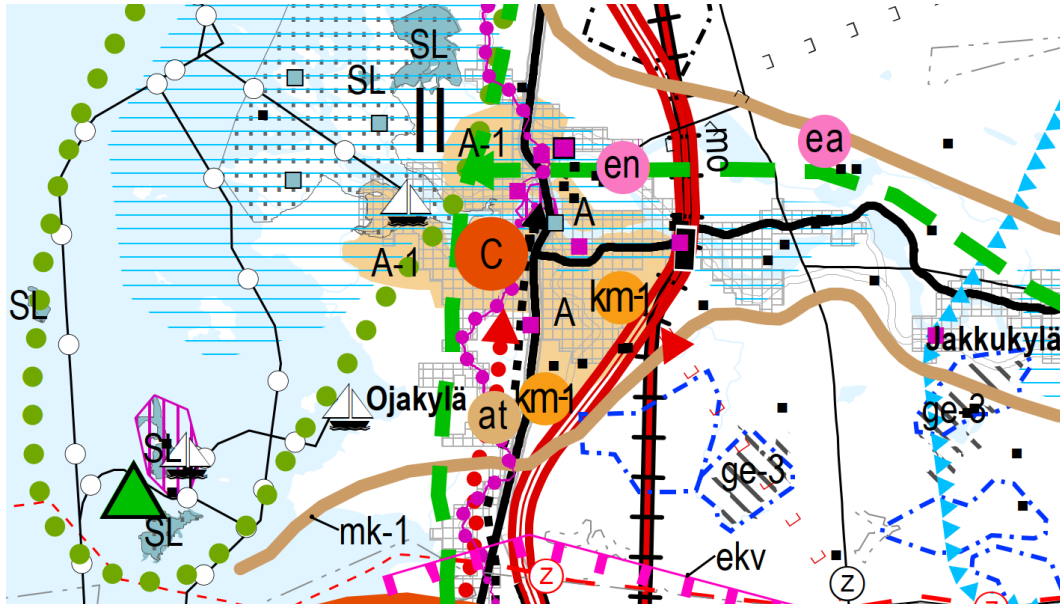 SL
SL
mo
ea
A-1
en
A
C
A-1
km-1
A
SL
Jakkukylä
Ojakylä
km-1
at
ge-3
SL
ge-3
SL
mk-1
ekv
Z
Z